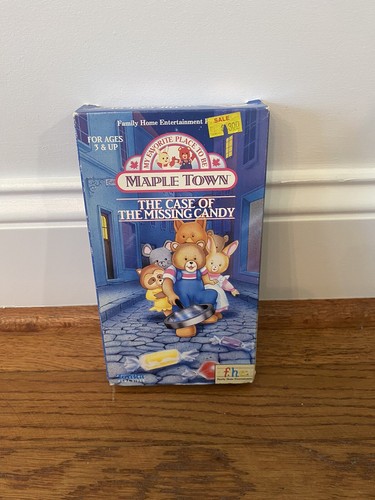 Family Home Entertainment
SALE
FOR AGES
3 & UP
MY FAVORITE PLACE TO BE
MAPLE TOWN
THE CASE OF
THE MISSING CANDY
fhe